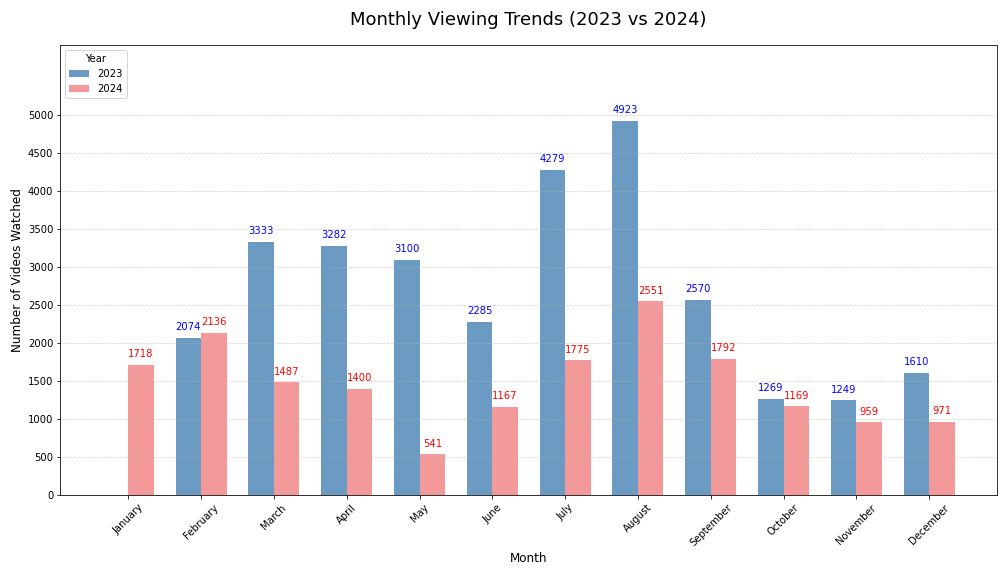 Monthly Viewing Trends (2023 vs 2024)
Year
2023
2024
Number of Videos Watched
5000
4500
4000
3500
3000
2500
2000
1500
1000
500
0
1718
2074
2136
3333
1487
3282
1400
3100
541
2285
1167
4279
1775
4923
2551
2570
1792
1269
1169
1249
959
1610
971
January
February
March
April
May
June
July
August
September
October
November
December
Month